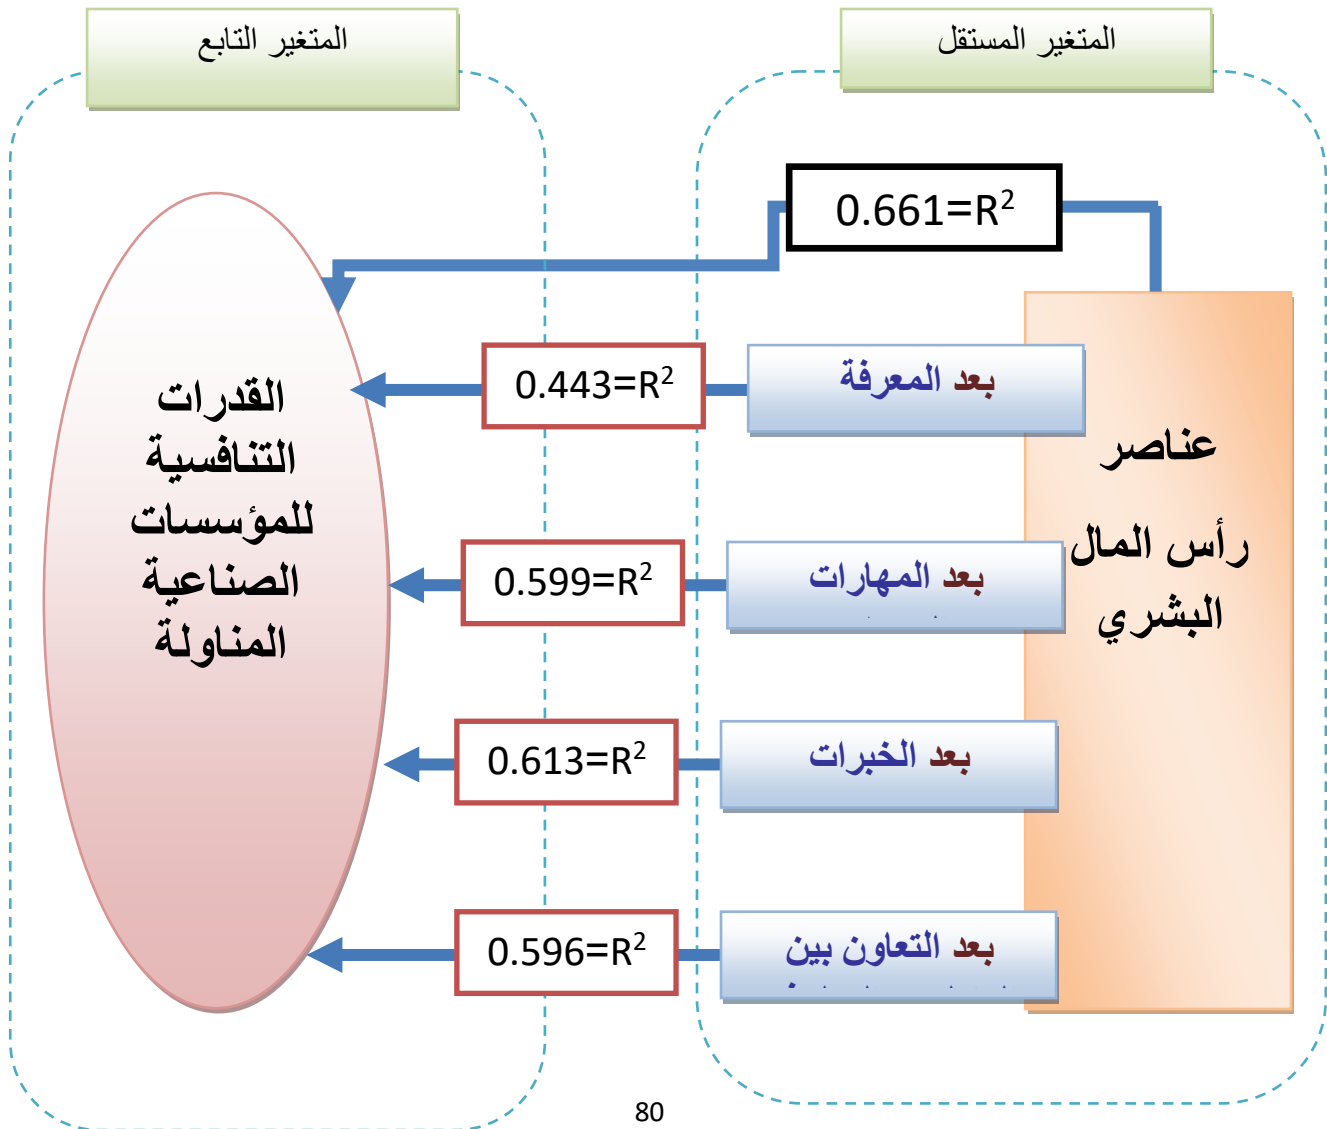 المتغير المستقل
المتغير التابع
0.661=R²
بعد المعرفة
0.443=R²
عناصر
رأس المال
البشري
القدرات
التنافسية
للمؤسسات
الصناعية
المناولة
بعد المهارات
0.599=R²
بعد الخبرات
0.613=R²
بعد التعاون بين
0.596=R²
80